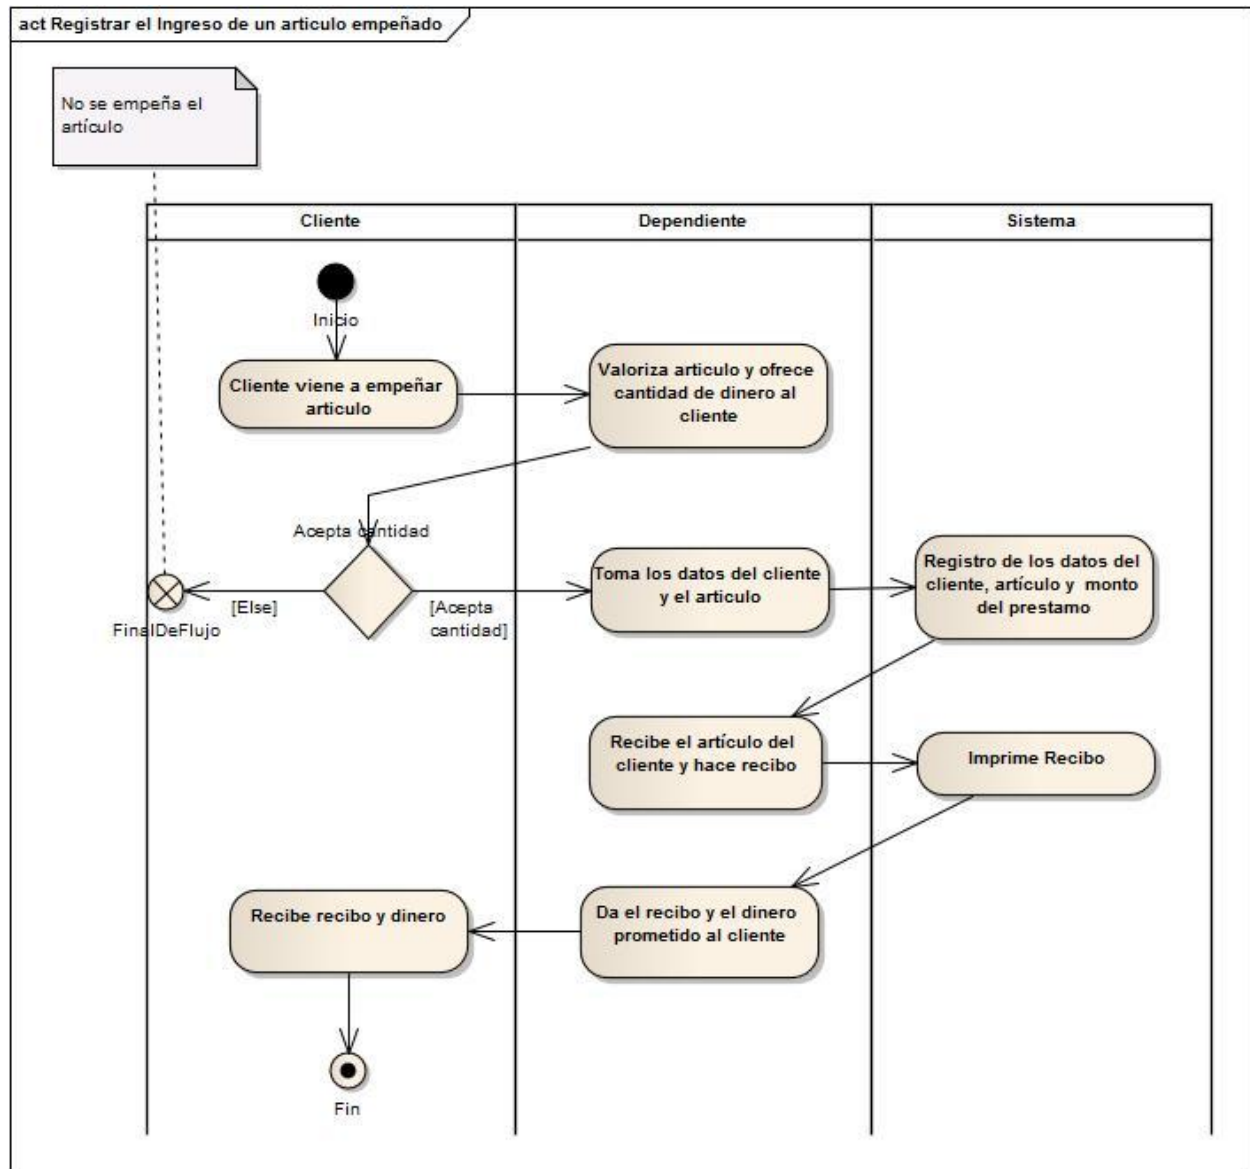 act Registrar el Ingreso de un articulo empeñado
No se empeña el
artículo
Cliente
Dependiente
Sistema
Inicio
Cliente viene a empeñar
articulo
Valoriza articulo y ofrece
cantidad de dinero al
cliente
Acepta cantidad
[Else]
[Acepta
cantidad]
FinalDeFlujo
Toma los datos del cliente
y el articulo
Registro de los datos del
cliente, artículo y monto
del prestamo
Recibe el artículo del
cliente y hace recibo
Imprime Recibo
Recibe recibo y dinero
Da el recibo y el dinero
prometido al cliente
Fin